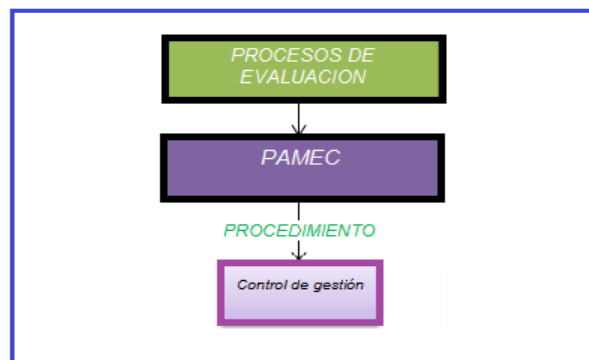 PROCESOS DE
EVALUACION
PAMEC
PROCEDIMIENTO
Control de gestión